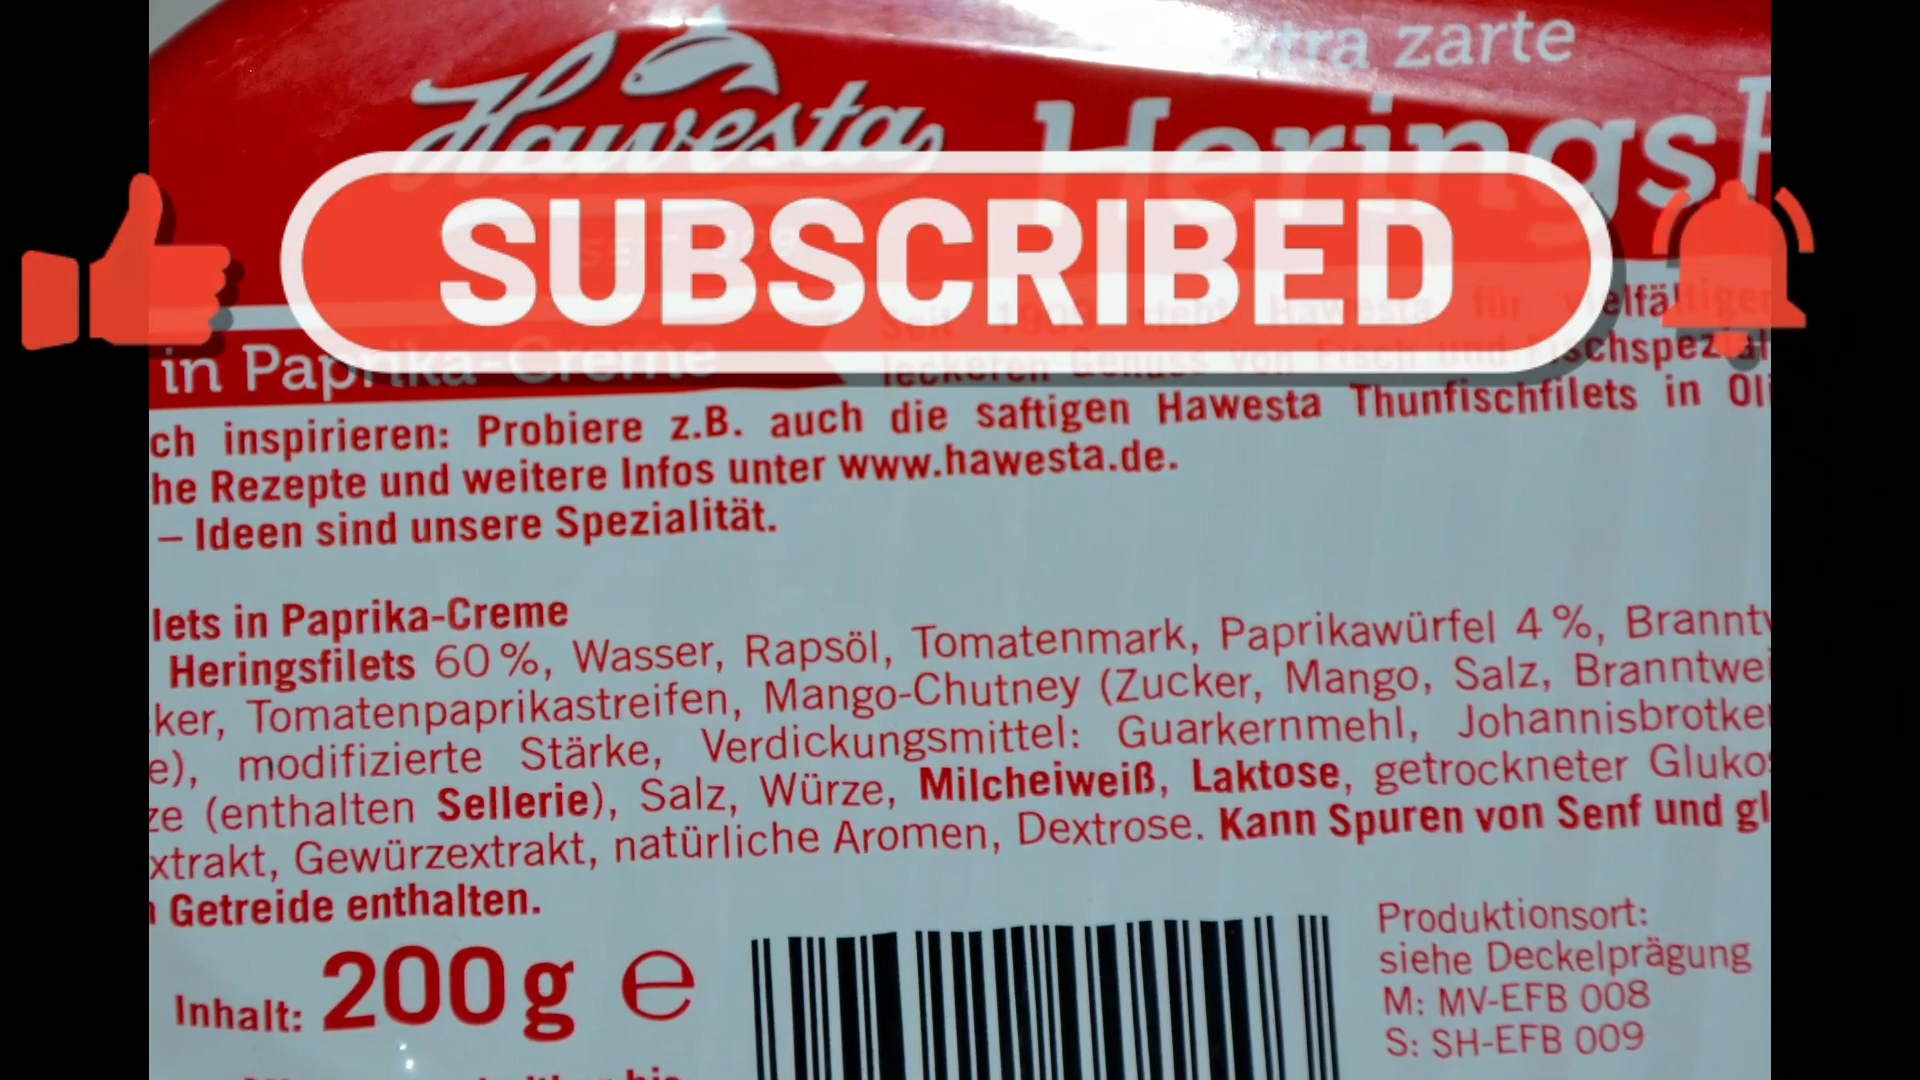 Hawesta
extra zarte
Herings
SUBSCRIBED
in Paprika-Creme
Seit 1909 steht Hawesta für vielfältigen
leckeren Genuss von Fisch und Fischspezial
ch inspirieren: Probiere z.B. auch die saftigen Hawesta Thunfischfilets in Oli
he Rezepte und weitere Infos unter www.hawesta.de.
– Ideen sind unsere Spezialität.
lets in Paprika-Creme
Heringsfilets 60 %, Wasser, Rapsöl, Tomatenmark, Paprikawürfel 4 %, Branntw
ker, Tomatenpaprikastreifen, Mango-Chutney (Zucker, Mango, Salz, Branntwei
e), modifizierte Stärke, Verdickungsmittel: Guarkernmehl, Johannisbrotker
ze (enthalten Sellerie), Salz, Würze, Milcheiweiß, Laktose, getrockneter Glukos
xtrakt, Gewürzextrakt, natürliche Aromen, Dextrose. Kann Spuren von Senf und gl
Getreide enthalten.
Inhalt: 200 g e
Produktionsort:
siehe Deckelprägung
M: MV-EFB 008
S: SH-EFB 009